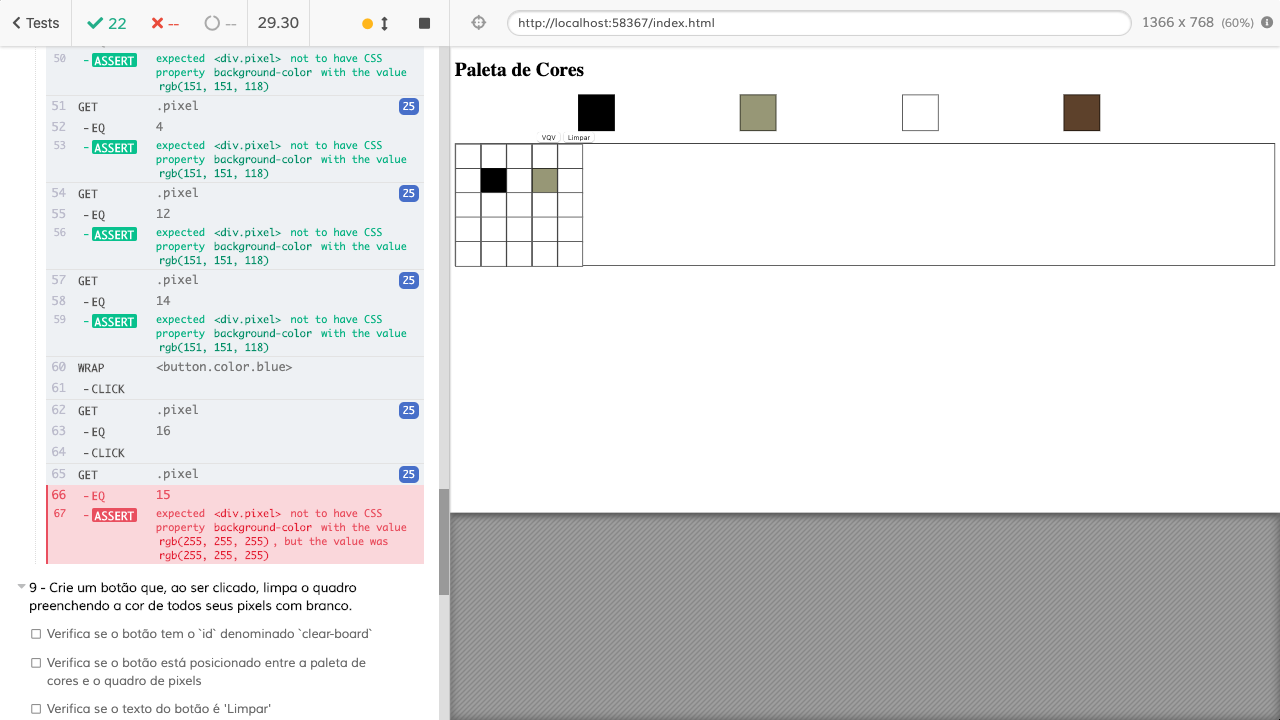 Tests 22 -- -- 29.30
http://localhost:58367/index.html 1366 x 768 (60%)
50 - ASSERT expected <div.pixel> not to have CSS
property background-color with the value
rgb(151, 151, 118)
51 GET .pixel 25
52 - EQ 4
53 - ASSERT expected <div.pixel> not to have CSS
property background-color with the value
rgb(151, 151, 118)
54 GET .pixel 25
55 - EQ 12
56 - ASSERT expected <div.pixel> not to have CSS
property background-color with the value
rgb(151, 151, 118)
57 GET .pixel 25
58 - EQ 14
59 - ASSERT expected <div.pixel> not to have CSS
property background-color with the value
rgb(151, 151, 118)
60 WRAP <button.color.blue>
61 - CLICK
62 GET .pixel 25
63 - EQ 16
64 - CLICK
65 GET .pixel 25
66 - EQ 15
67 - ASSERT expected <div.pixel> not to have CSS
property background-color with the value
rgb(255, 255, 255), but the value was
rgb(255, 255, 255)
9 - Crie um botão que, ao ser clicado, limpa o quadro
preenchendo a cor de todos seus pixels com branco.
Verifica se o botão tem o `id` denominado `clear-board`
Verifica se o botão está posicionado entre a paleta de
cores e o quadro de pixels
Verifica se o texto do botão é 'Limpar'
Paleta de Cores
VQV Limpar